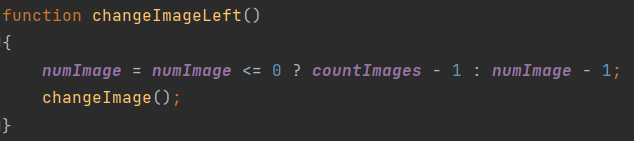 function changeImageLeft()
{
numImage = numImage <= 0 ? countImages - 1 : numImage - 1;
changeImage();
}